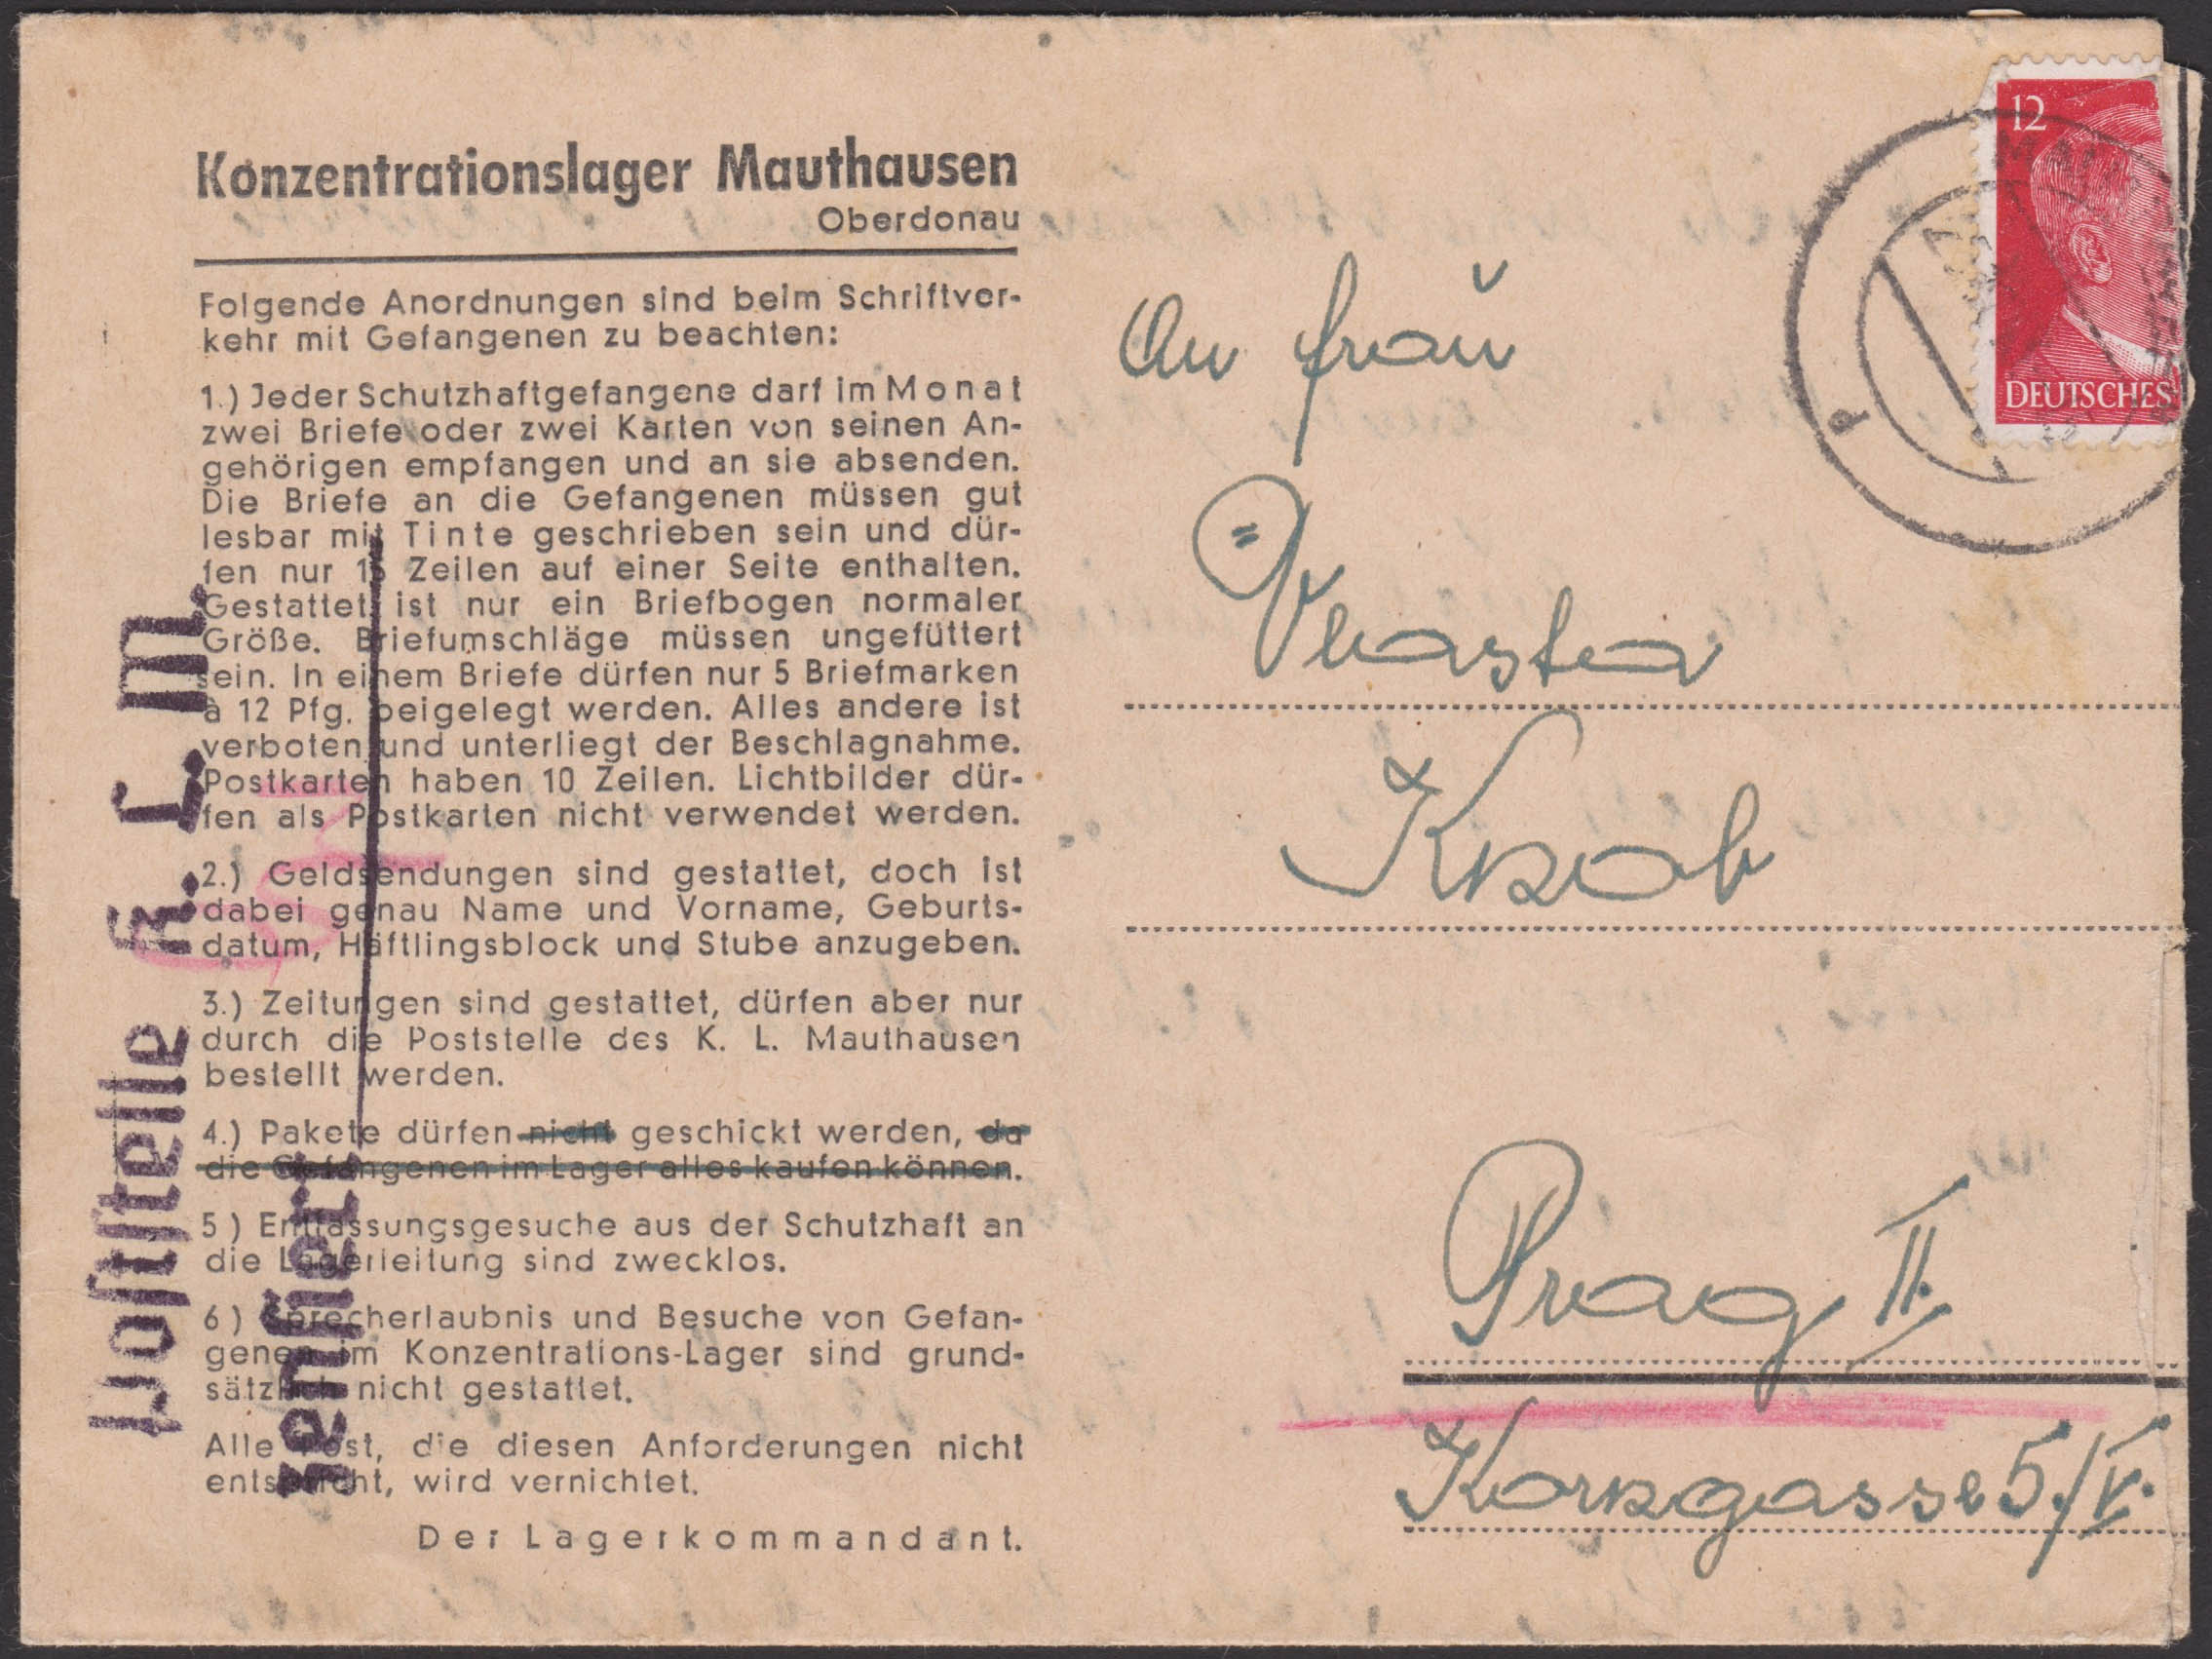 Konzentrationslager Mauthausen
Oberdonau
Folgende Anordnungen sind beim Schriftver-
kehr mit Gefangenen zu beachten:
1.) Jeder Schutzhaftgefangene darf im Monat
zwei Briefe oder zwei Karten von seinen An-
gehörigen empfangen und an sie absenden.
Die Briefe an die Gefangenen müssen gut
lesbar mit Tinte geschrieben sein und dür-
fen nur 15 Zeilen auf einer Seite enthalten.
Gestattet ist nur ein Briefbogen normaler
Größe. Briefumschläge müssen ungefüttert
sein. In einem Briefe dürfen nur 5 Briefmarken
à 12 Pfg. beigelegt werden. Alles andere ist
verboten und unterliegt der Beschlagnahme.
Postkarten haben 10 Zeilen. Lichtbilder dür-
fen als Postkarten nicht verwendet werden.
2.) Geldsendungen sind gestattet, doch ist
dabei genau Name und Vorname, Geburts-
datum, Häftlingsblock und Stube anzugeben.
3.) Zeitungen sind gestattet, dürfen aber nur
durch die Poststelle des K. L. Mauthausen
bestellt werden.
4.) Pakete dürfen nicht geschickt werden, da
die Gefangenen im Lager alles kaufen können.
5) Entlassungsgesuche aus der Schutzhaft an
die Lagerleitung sind zwecklos.
6) Sprecherlaubnis und Besuche von Gefan-
genen im Konzentrations-Lager sind grund-
sätzlich nicht gestattet.
Alle Post, die diesen Anforderungen nicht
entspricht, wird vernichtet.
Der Lagerkommandant.
Poststelle K. L. M.
zensiert:
12
DEUTSCHES
An Frau
Vlasta
Kozob
Prag II.
Korngasse 5/V.